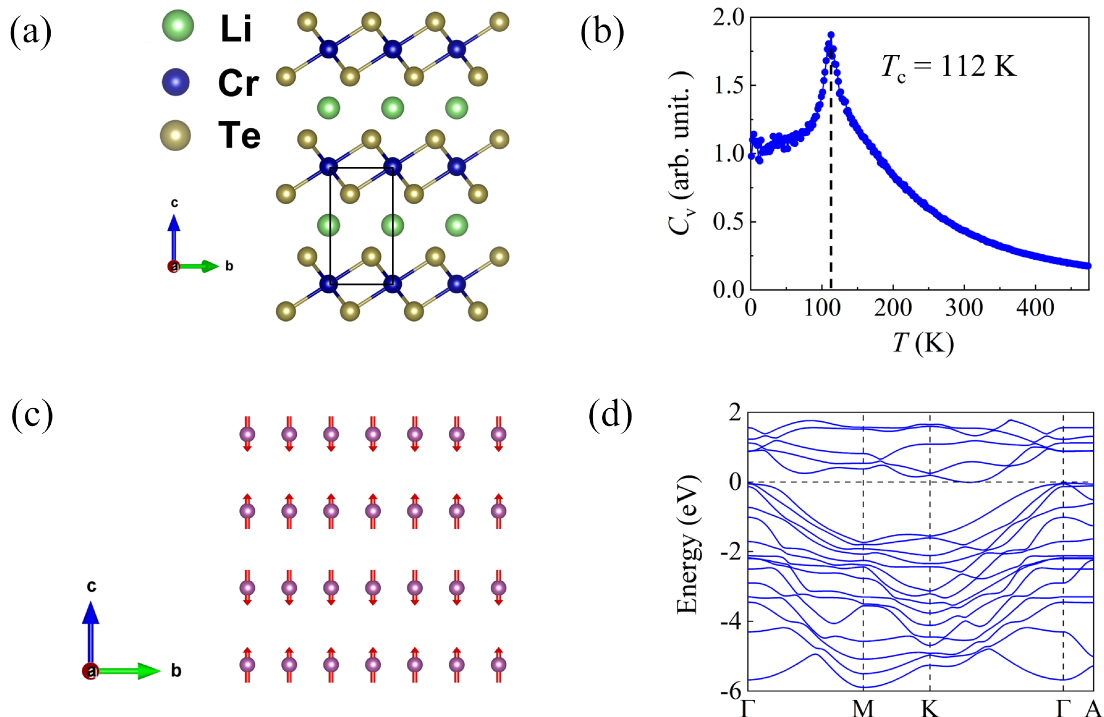 (a)
Li
Cr
Te
c
a
b
(b)
2.0
1.5
1.0
0.5
0.0
C_v (arb. unit.)
T_c = 112 K
0 100 200 300 400
T (K)
(c)
c
a
b
(d)
2
0
-2
-4
-6
Energy (eV)
Γ M K Γ A